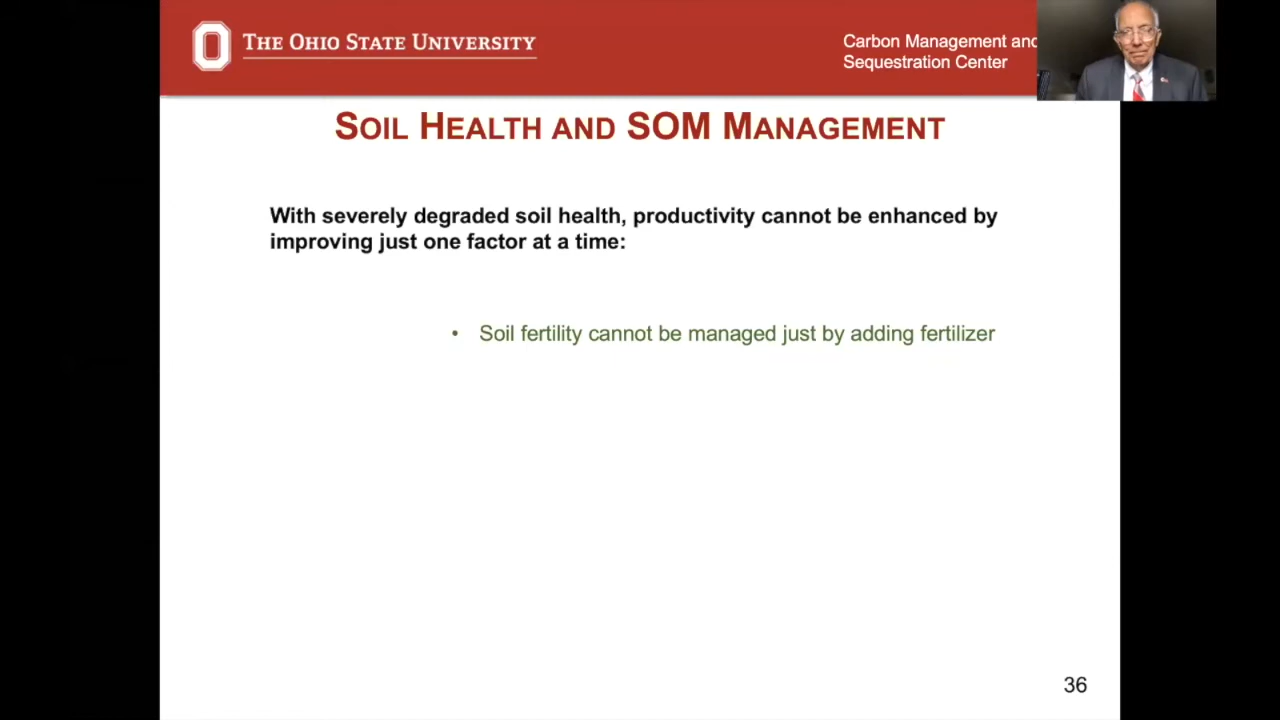 THE OHIO STATE UNIVERSITY
Carbon Management and
Sequestration Center
SOIL HEALTH AND SOM MANAGEMENT
With severely degraded soil health, productivity cannot be enhanced by
improving just one factor at a time:
• Soil fertility cannot be managed just by adding fertilizer
36